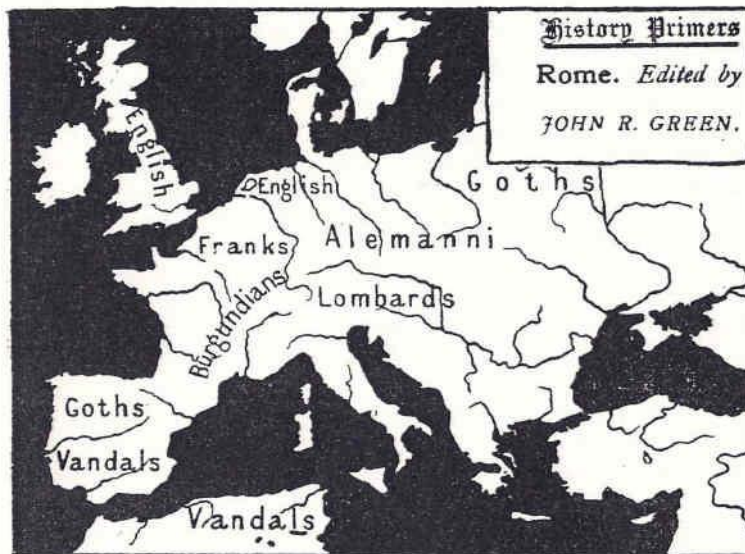 History Primers
Rome. Edited by
JOHN R. GREEN.
English
English
Goths
Franks
Alemanni
Burgundians
Lombards
Goths
Vandals
Vandals